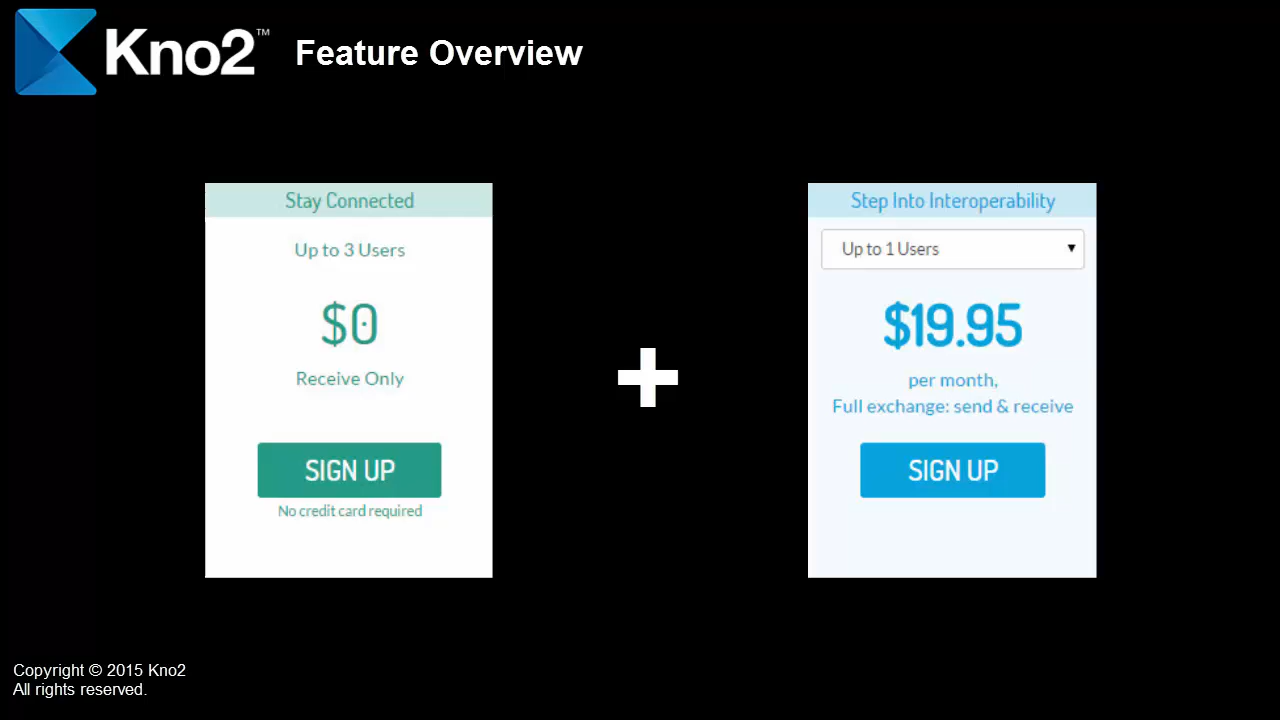 Kno2™ Feature Overview
Stay Connected
Up to 3 Users
$0
Receive Only
SIGN UP
No credit card required
Step Into Interoperability
Up to 1 Users
$19.95
per month,
Full exchange: send & receive
SIGN UP
Copyright © 2015 Kno2
All rights reserved.